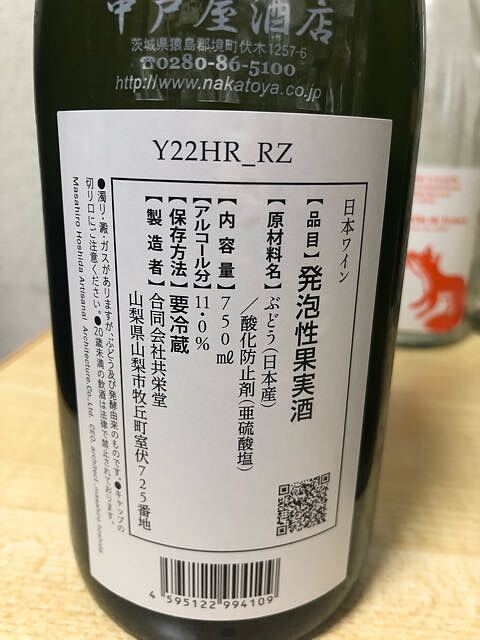 中戸屋酒店
茨城県猿島郡境町伏木1257-6
☎0280-86-5100
http://www.nakatoya.co.jp
Y22HR_RZ
日本ワイン
【品目】発泡性果実酒
【原材料名】ぶどう(日本産)
／酸化防止剤(亜硫酸塩)
【内容量】750㎖
【アルコール分】11.0%
【保存方法】要冷蔵
【製造者】合同会社共栄堂
山梨県山梨市牧丘町室伏725番地
●濁り・澱・ガスがありますが、ぶどう及び発酵由来のものです。●キャップの
切り口にご注意ください。●20歳未満の飲酒は法律で禁止されております。
Masahiro Hoshida Artisanal Architecture.Co.,Ltd. CEO, architect - masahiro hoshida
4 595122 994109